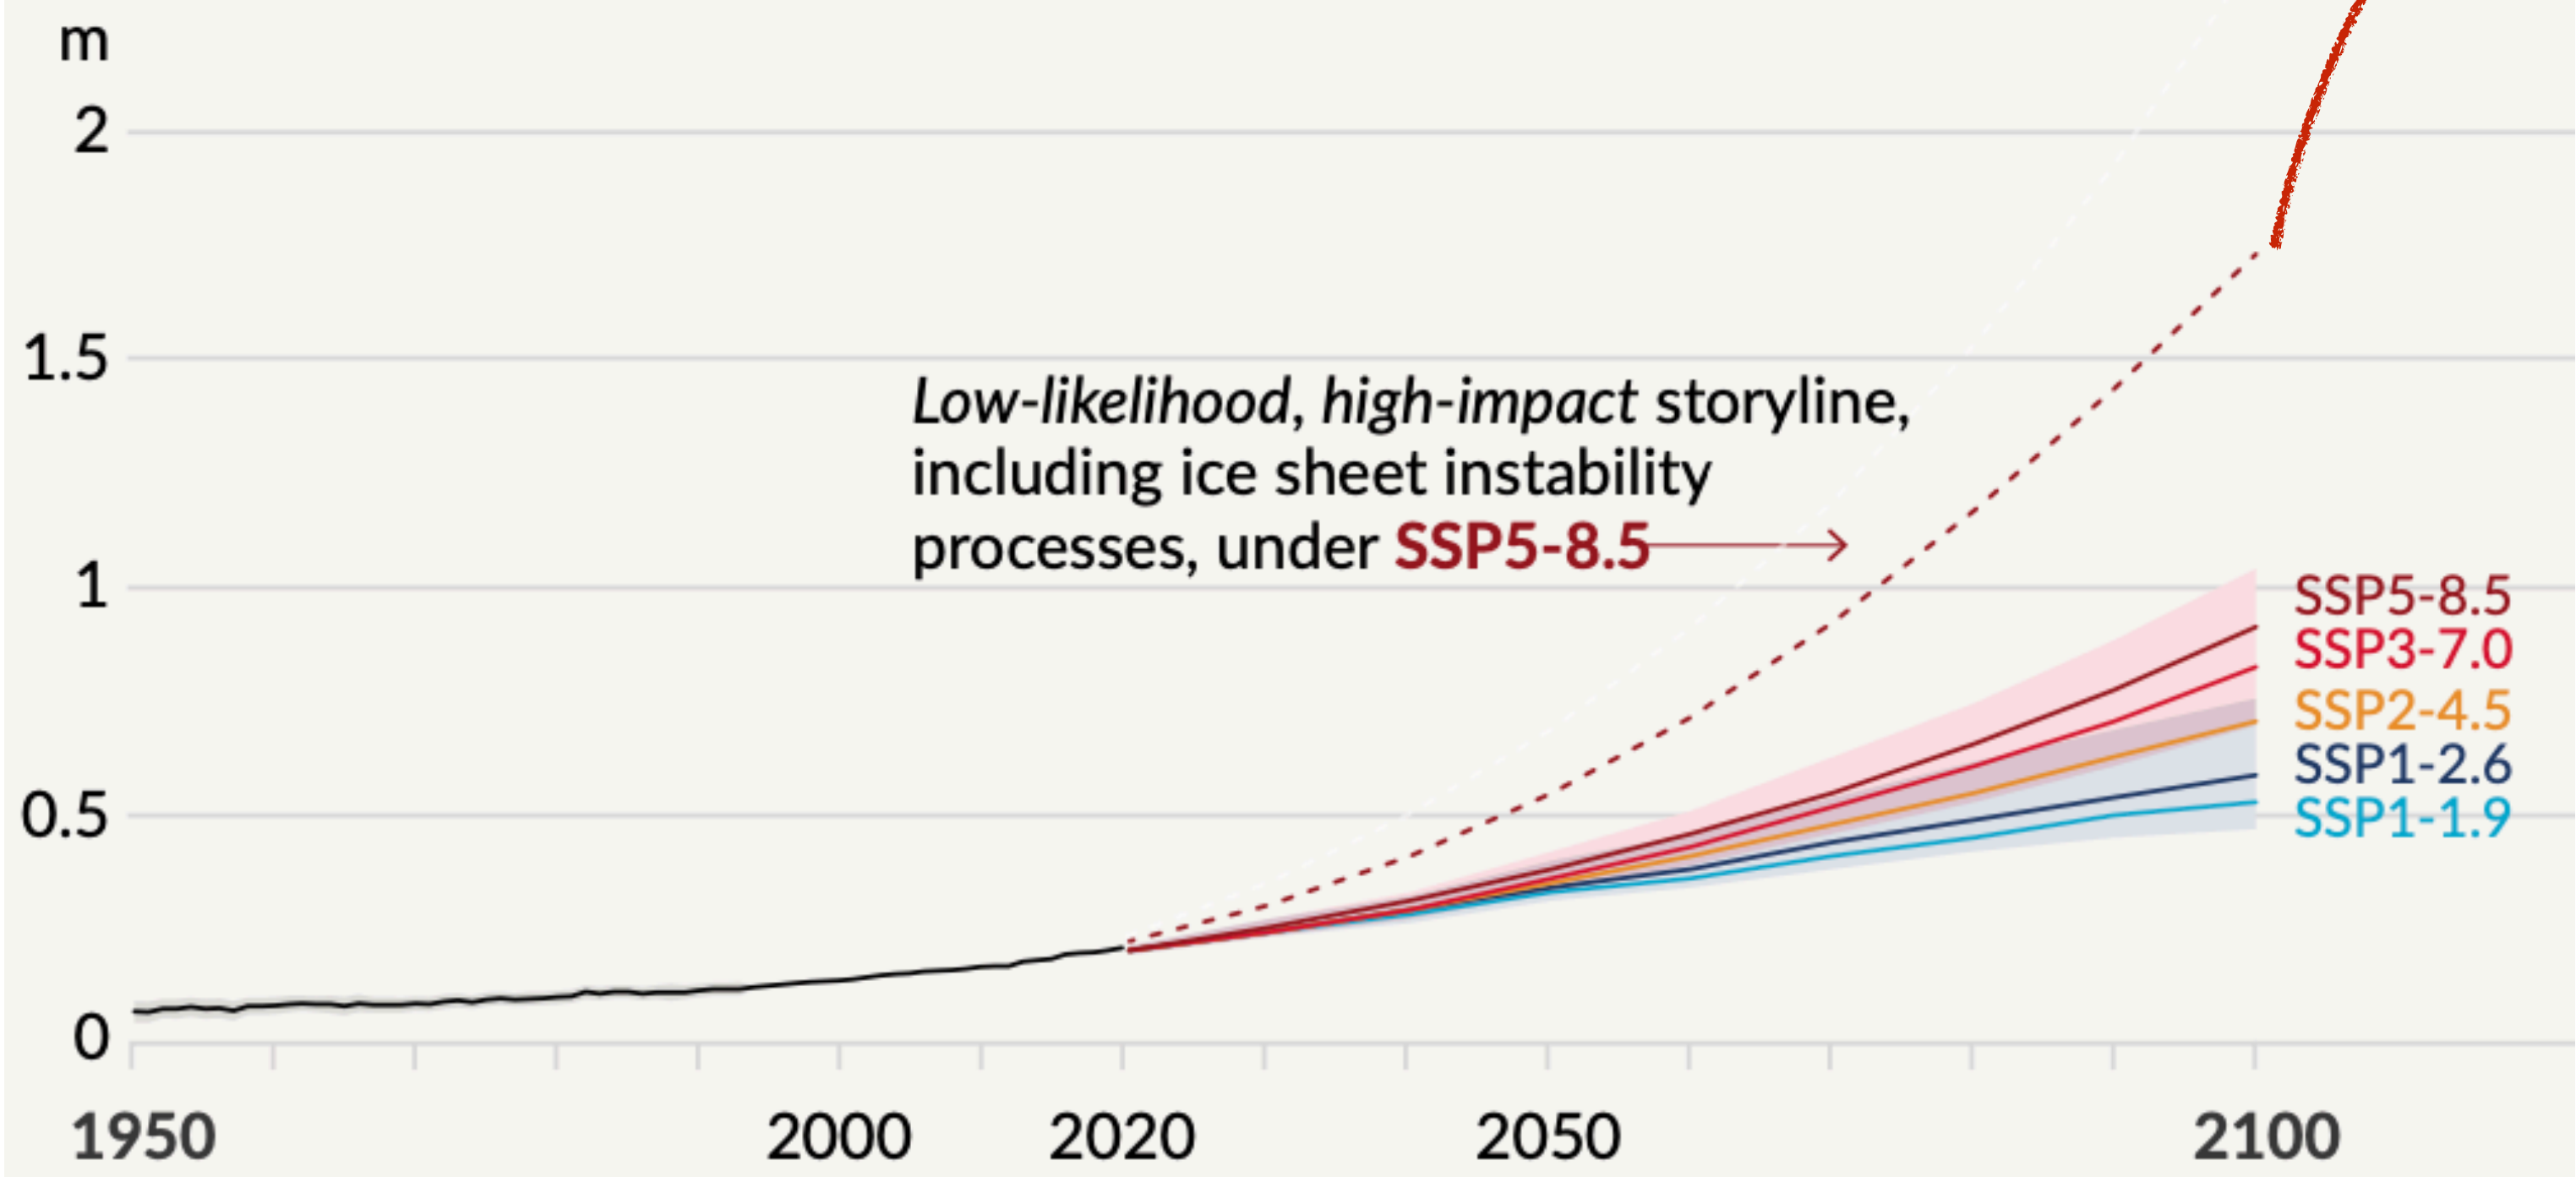 m
2
1.5
Low-likelihood, high-impact storyline,
including ice sheet instability
processes, under SSP5-8.5
1
SSP5-8.5
SSP3-7.0
SSP2-4.5
SSP1-2.6
SSP1-1.9
0.5
0
1950 2000 2020 2050 2100